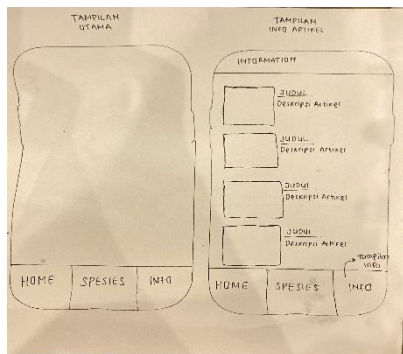 TAMPILAN
UTAMA
HOME
SPESIES
INFO
TAMPILAN
INFO ARTIKEL
INFORMATION
JUDUL
Deskripsi Artikel
JUDUL
Deskripsi Artikel
JUDUL
Deskripsi Artikel
JUDUL
Deskripsi Artikel
Tampilan
Info
HOME
SPESIES
INFO